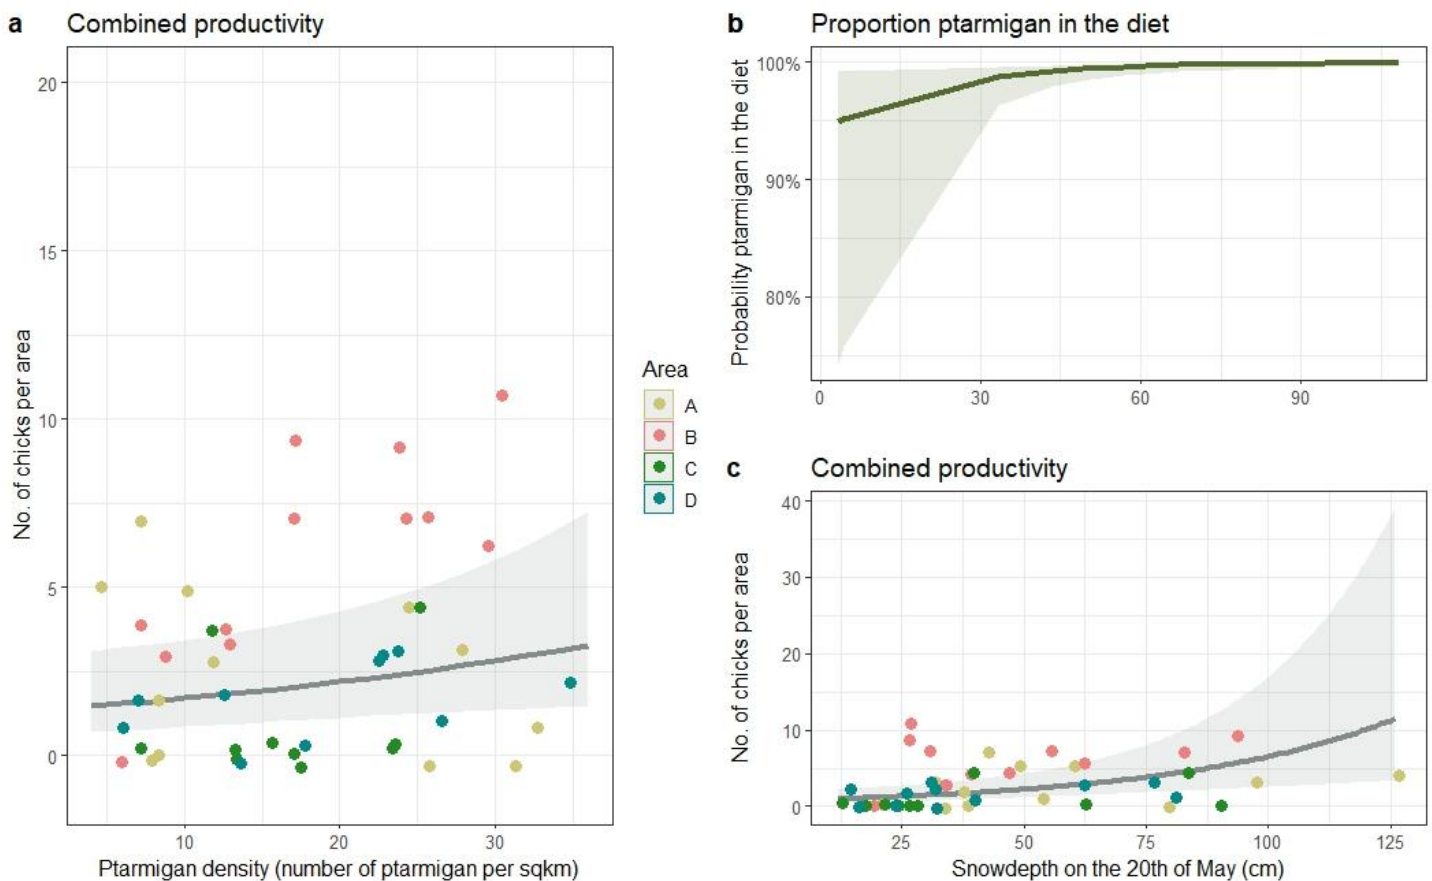 a Combined productivity
20
15
10
5
0
No. of chicks per area
10 20 30
Ptarmigan density (number of ptarmigan per sqkm)
Area
A
B
C
D
b Proportion ptarmigan in the diet
100%
90%
80%
Probability ptarmigan in the diet
0 30 60 90
c Combined productivity
40
30
20
10
0
No. of chicks per area
25 50 75 100 125
Snowdepth on the 20th of May (cm)